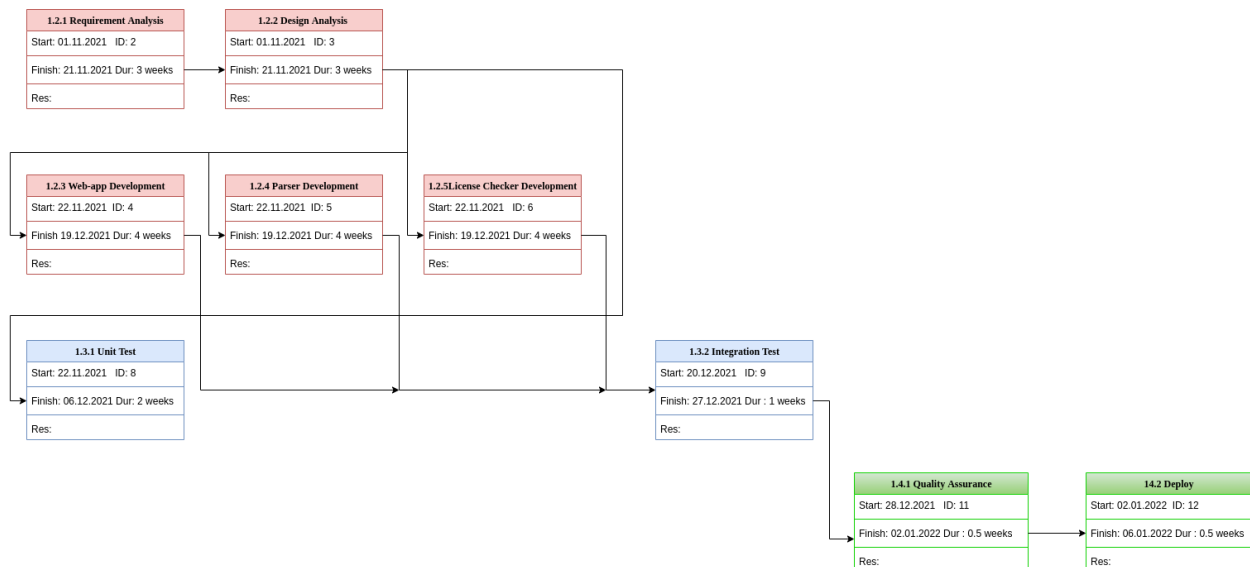 1.2.1 Requirement Analysis
Start: 01.11.2021 ID: 2
Finish: 21.11.2021 Dur: 3 weeks
Res:
1.2.2 Design Analysis
Start: 01.11.2021 ID: 3
Finish: 21.11.2021 Dur: 3 weeks
Res:
1.2.3 Web-app Development
Start: 22.11.2021 ID: 4
Finish 19.12.2021 Dur: 4 weeks
Res:
1.2.4 Parser Development
Start: 22.11.2021 ID: 5
Finish: 19.12.2021 Dur: 4 weeks
Res:
1.2.5License Checker Development
Start: 22.11.2021 ID: 6
Finish: 19.12.2021 Dur: 4 weeks
Res:
1.3.1 Unit Test
Start: 22.11.2021 ID: 8
Finish: 06.12.2021 Dur: 2 weeks
Res:
1.3.2 Integration Test
Start: 20.12.2021 ID: 9
Finish: 27.12.2021 Dur : 1 weeks
Res:
1.4.1 Quality Assurance
Start: 28.12.2021 ID: 11
Finish: 02.01.2022 Dur : 0.5 weeks
Res:
14.2 Deploy
Start: 02.01.2022 ID: 12
Finish: 06.01.2022 Dur : 0.5 weeks
Res: